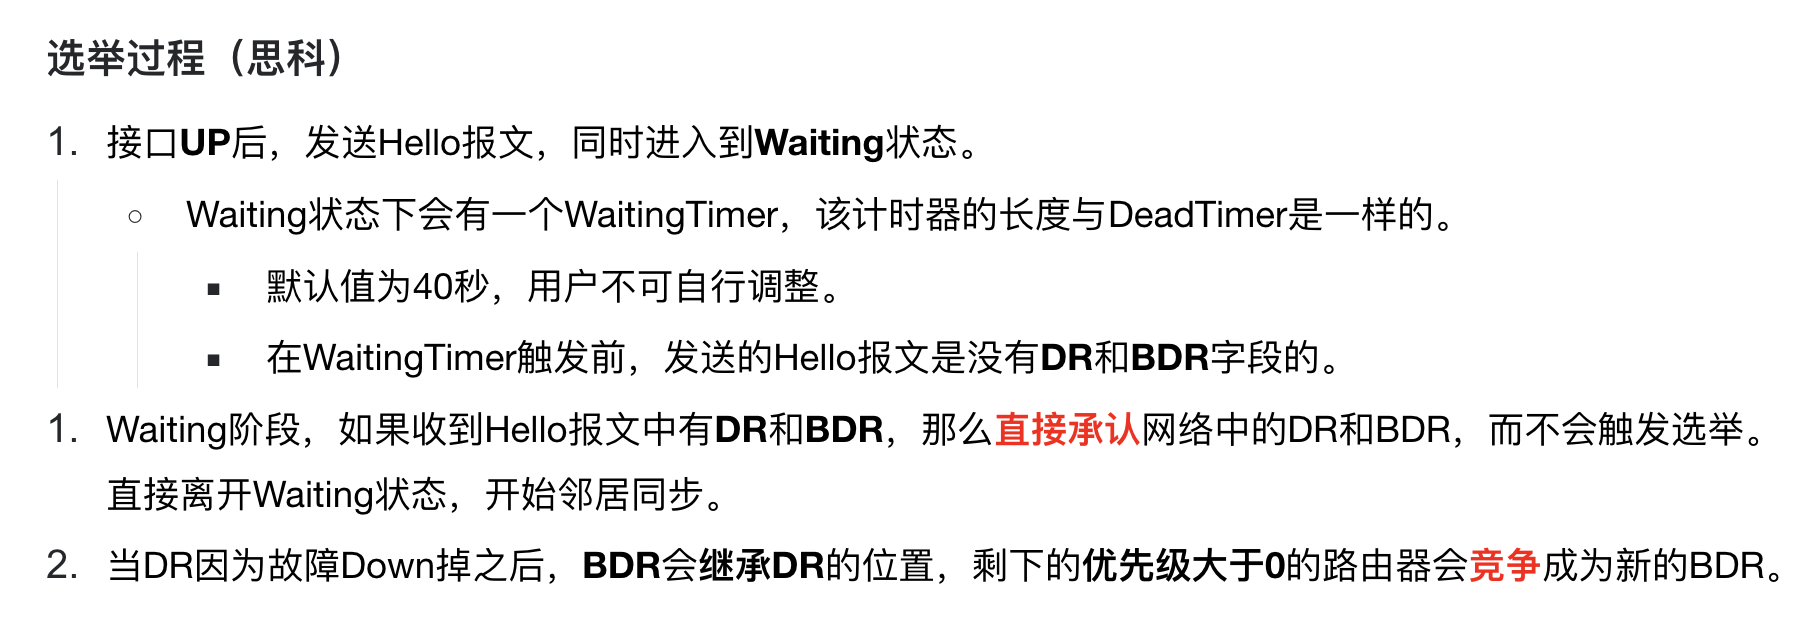 选举过程（思科）
1. 接口UP后，发送Hello报文，同时进入到Waiting状态。
○ Waiting状态下会有一个WaitingTimer，该计时器的长度与DeadTimer是一样的。
■ 默认值为40秒，用户不可自行调整。
■ 在WaitingTimer触发前，发送的Hello报文是没有DR和BDR字段的。
1. Waiting阶段，如果收到Hello报文中有DR和BDR，那么直接承认网络中的DR和BDR，而不会触发选举。
直接离开Waiting状态，开始邻居同步。
2. 当DR因为故障Down掉之后，BDR会继承DR的位置，剩下的优先级大于0的路由器会竞争成为新的BDR。